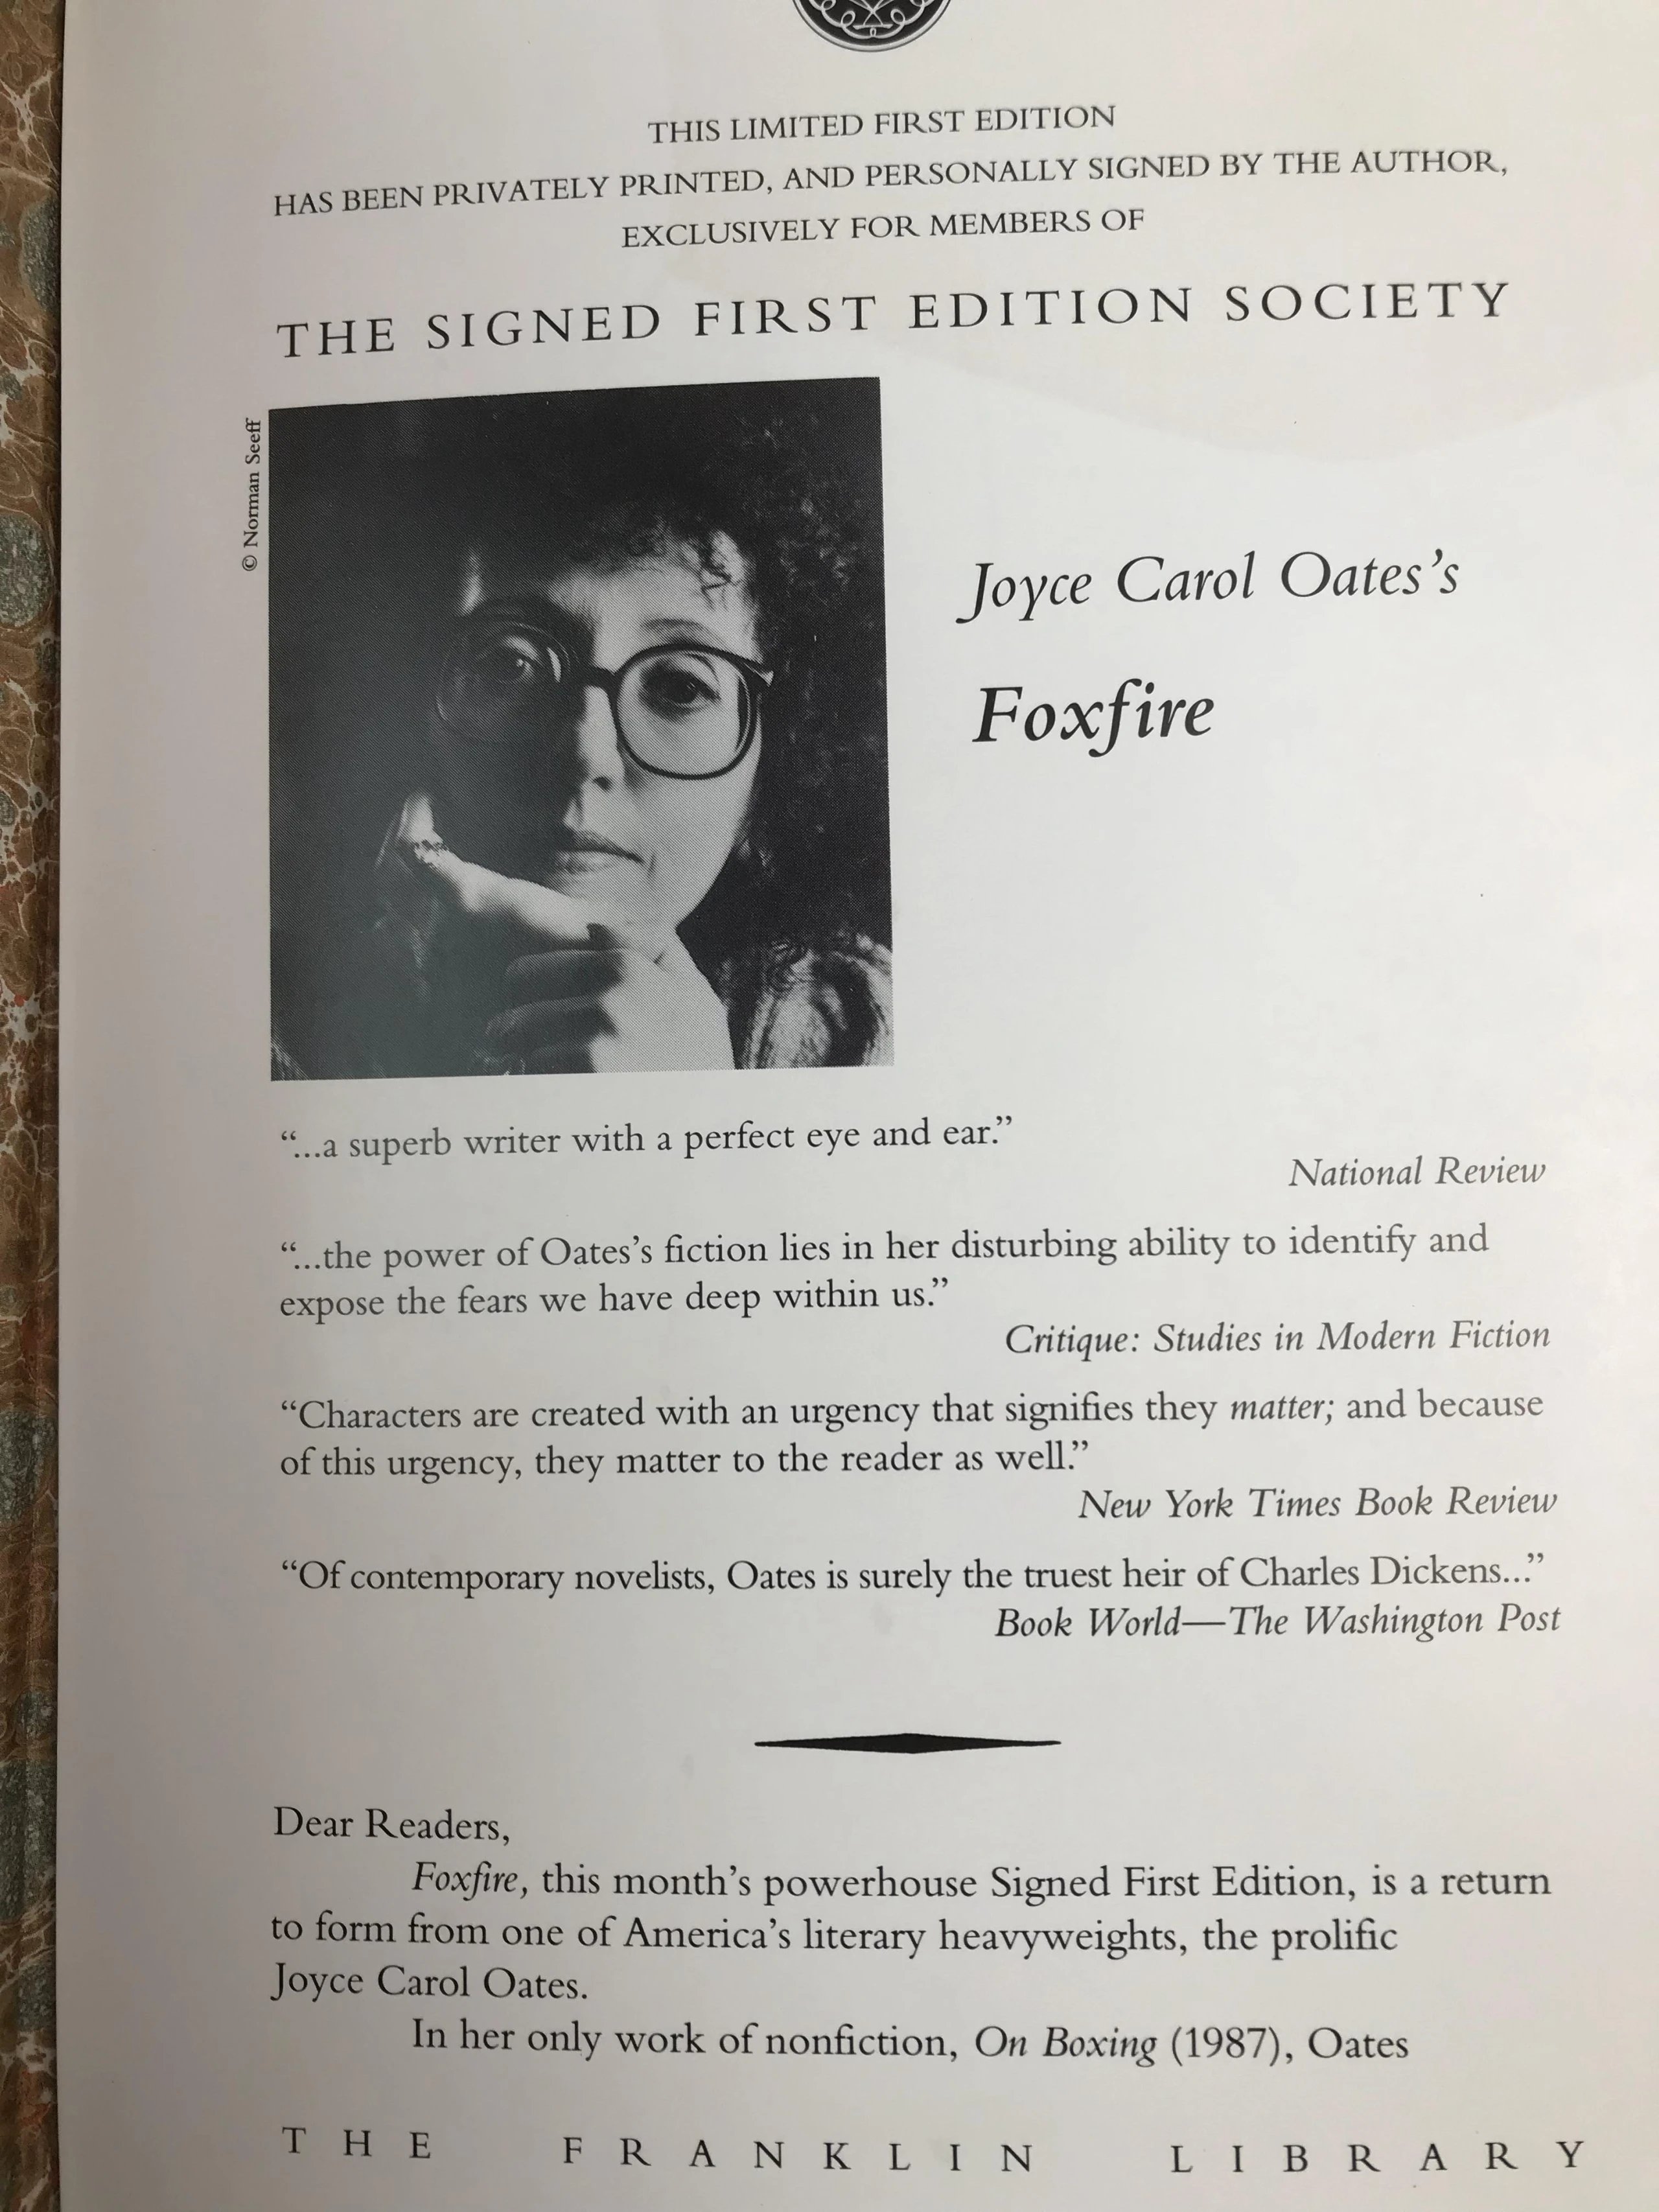 THIS LIMITED FIRST EDITION
HAS BEEN PRIVATELY PRINTED, AND PERSONALLY SIGNED BY THE AUTHOR,
EXCLUSIVELY FOR MEMBERS OF
THE SIGNED FIRST EDITION SOCIETY
© Norman Seeff
Joyce Carol Oates’s
Foxfire
“...a superb writer with a perfect eye and ear.”
National Review
“...the power of Oates’s fiction lies in her disturbing ability to identify and
expose the fears we have deep within us.”
Critique: Studies in Modern Fiction
“Characters are created with an urgency that signifies they matter; and because
of this urgency, they matter to the reader as well.”
New York Times Book Review
“Of contemporary novelists, Oates is surely the truest heir of Charles Dickens...”
Book World—The Washington Post
Dear Readers,
Foxfire, this month’s powerhouse Signed First Edition, is a return
to form from one of America’s literary heavyweights, the prolific
Joyce Carol Oates.
In her only work of nonfiction, On Boxing (1987), Oates
THE FRANKLIN LIBRARY